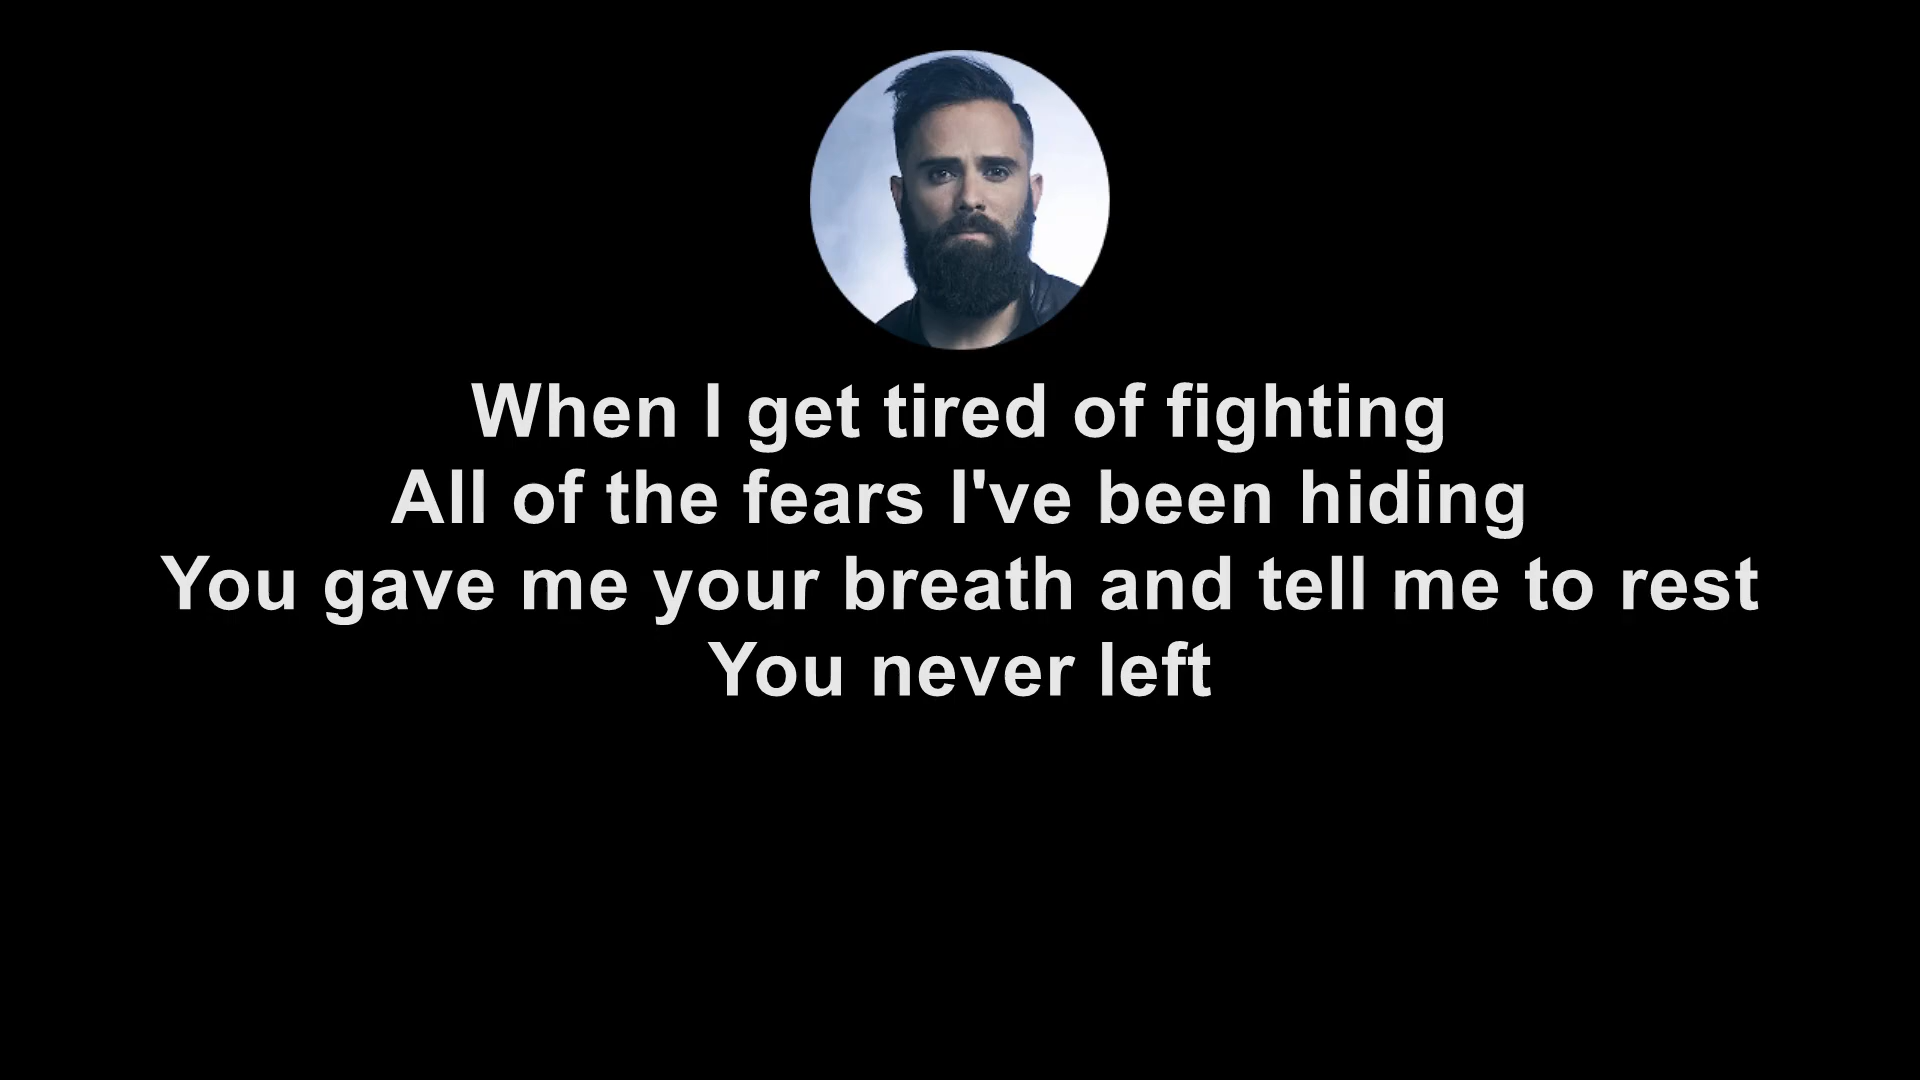 When I get tired of fighting
All of the fears I've been hiding
You gave me your breath and tell me to rest
You never left